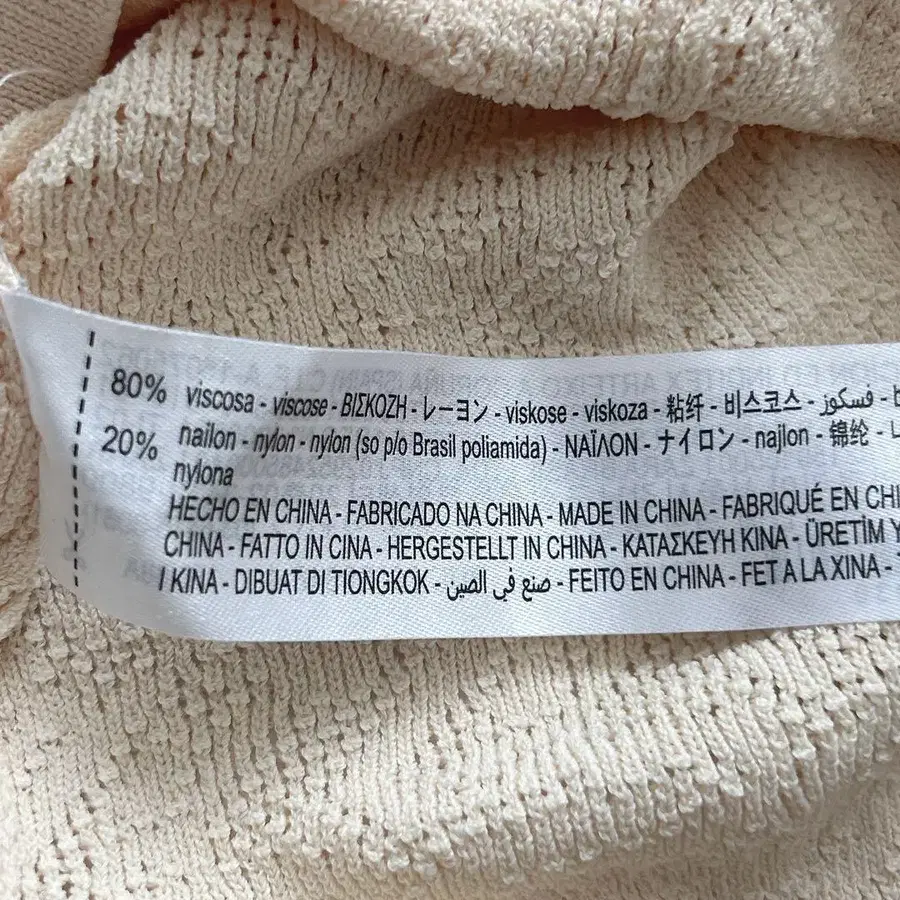 80% viscosa - viscose - ΒΙΣΚΟΖΗ - レーヨン - viskose - viskoza - 粘纤 - 비스코스 - فسكوز -
20% nailon - nylon - nylon (so p/o Brasil poliamida) - ΝΑΪΛΟΝ - ナイロン - najlon - 锦纶 -
nylona
HECHO EN CHINA - FABRICADO NA CHINA - MADE IN CHINA - FABRIQUÉ EN CHI
CHINA - FATTO IN CINA - HERGESTELLT IN CHINA - ΚΑΤΑΣΚΕΥΗ ΚΙΝΑ - ÜRETİM Y
I KINA - DIBUAT DI TIONGKOK - صنع في الصين - FEITO EN CHINA - FET A LA XINA -